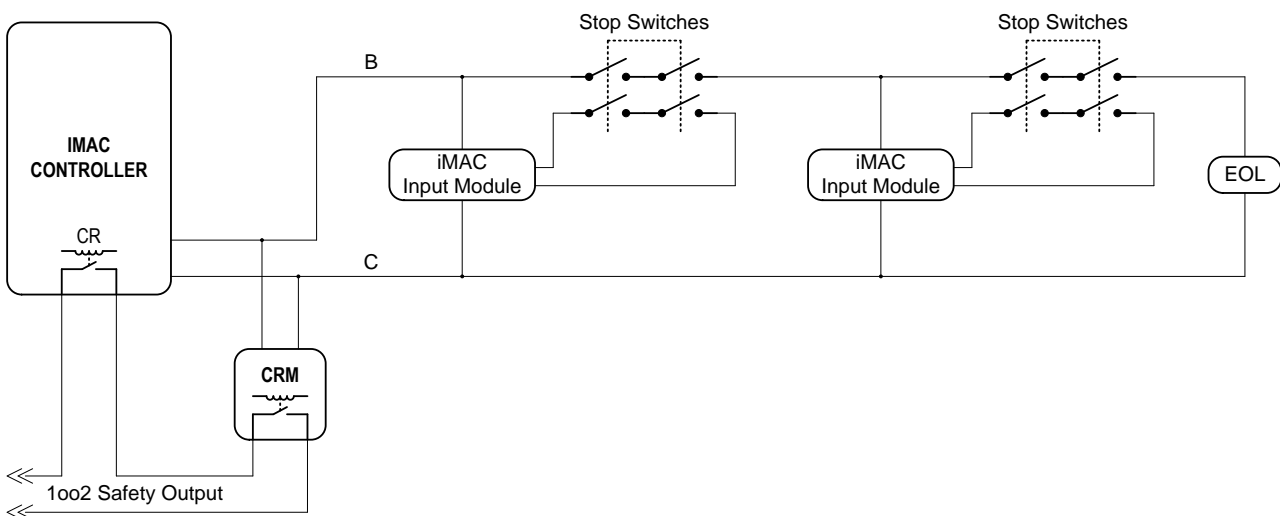 Stop Switches
Stop Switches
B
IMAC
CONTROLLER
iMAC
Input Module
iMAC
Input Module
EOL
CR
C
CRM
1oo2 Safety Output